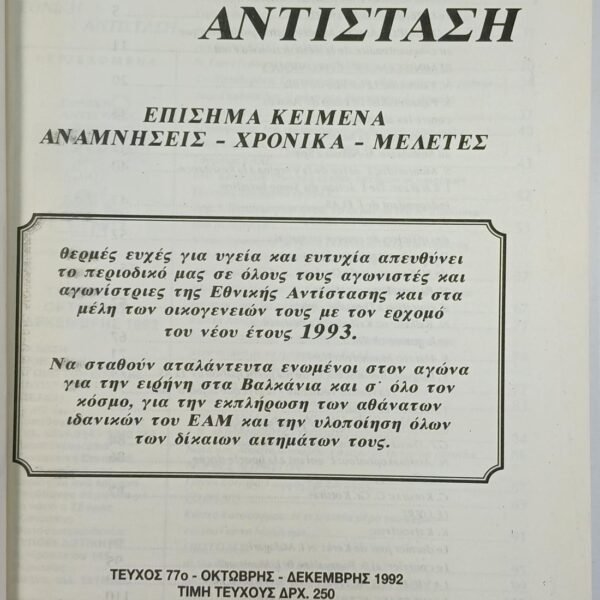 ΑΝΤΙΣΤΑΣΗ
ΕΠΙΣΗΜΑ ΚΕΙΜΕΝΑ
ΑΝΑΜΝΗΣΕΙΣ - ΧΡΟΝΙΚΑ - ΜΕΛΕΤΕΣ
θερμές ευχές για υγεία και ευτυχία απευθύνει
το περιοδικό μας σε όλους τους αγωνιστές και
αγωνίστριες της Εθνικής Αντίστασης και στα
μέλη των οικογενειών τους με τον ερχομό
του νέου έτους 1993.
Να σταθούν αταλάντευτα ενωμένοι στον αγώνα
για την ειρήνη στα Βαλκάνια και σ' όλο τον
κόσμο, για την εκπλήρωση των αθάνατων
ιδανικών του ΕΑΜ και την υλοποίηση όλων
των δίκαιων αιτημάτων τους.
ΤΕΥΧΟΣ 77ο - ΟΚΤΩΒΡΗΣ - ΔΕΚΕΜΒΡΗΣ 1992
ΤΙΜΗ ΤΕΥΧΟΥΣ ΔΡΧ. 250